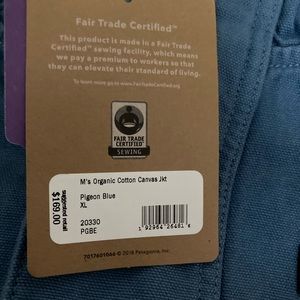 Fair Trade Certified™
This product is made in a Fair Trade
Certified™ sewing facility, which means
we pay a premium to workers so that they
can elevate their standard of living.
To learn more go to www.FairTradeCertified.org
FAIR TRADE
CERTIFIED™
SEWING
M's Organic Cotton Canvas Jkt
Pigeon Blue
XL
20330
PGBE
suggested retail
$169.00
1 92964 26461 6
7017601046 © 2018 Patagonia, Inc.